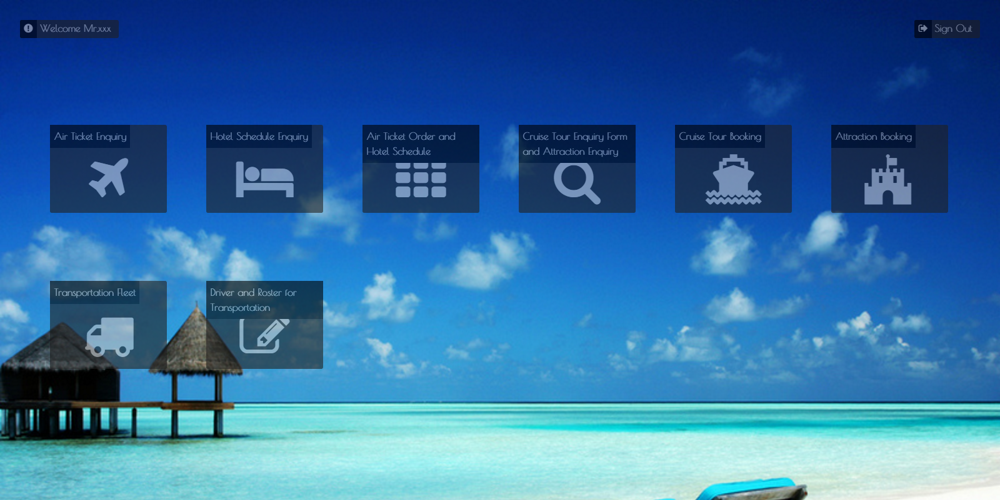 Welcome Mr.xxx
Sign Out
Air Ticket Enquiry
Hotel Schedule Enquiry
Air Ticket Order and
Hotel Schedule
Cruise Tour Enquiry Form
and Attraction Enquiry
Cruise Tour Booking
Attraction Booking
Transportation Fleet
Driver and Roster for
Transportation